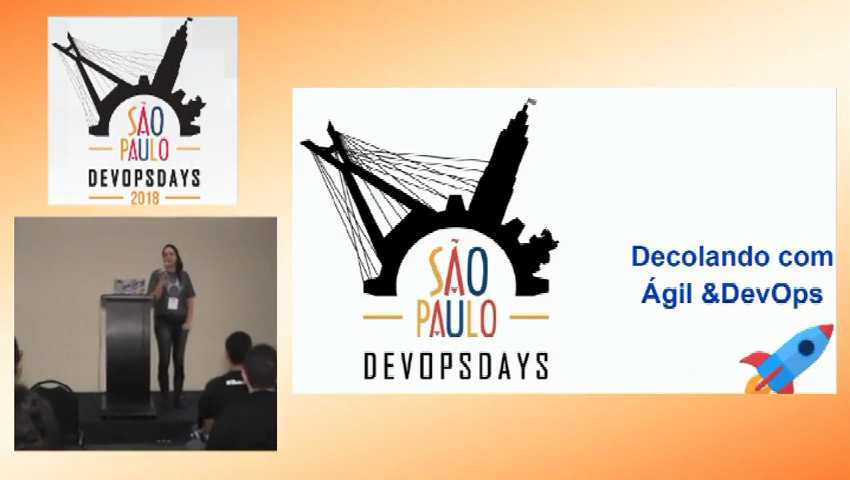 SÃO
PAULO
DEVOPSDAYS
2018
SÃO
PAULO
DEVOPSDAYS
Decolando com
Ágil &DevOps